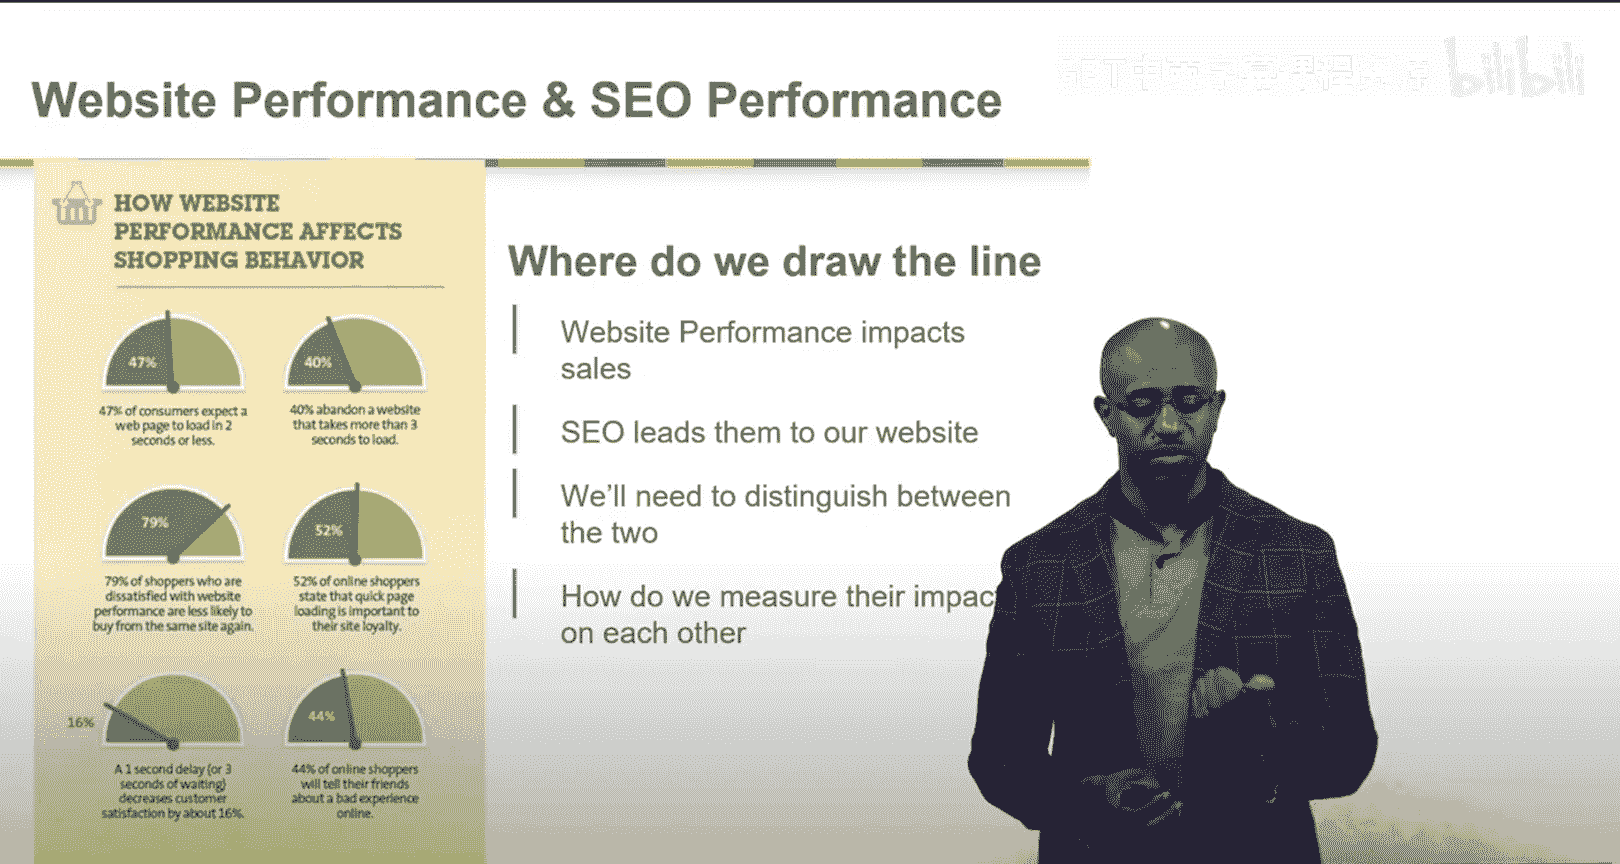 Website Performance & SEO Performance
bilibili
HOW WEBSITE
PERFORMANCE AFFECTS
SHOPPING BEHAVIOR
47%
47% of consumers expect a
web page to load in 2
seconds or less.
40%
40% abandon a website
that takes more than 3
seconds to load.
79%
79% of shoppers who are
dissatisfied with website
performance are less likely to
buy from the same site again.
52%
52% of online shoppers
state that quick page
loading is important to
their site loyalty.
16%
A 1 second delay (or 3
seconds of waiting)
decreases customer
satisfaction by about 16%.
44%
44% of online shoppers
will tell their friends
about a bad experience
online.
Where do we draw the line
Website Performance impacts
sales
SEO leads them to our website
We'll need to distinguish between
the two
How do we measure their impac
on each other